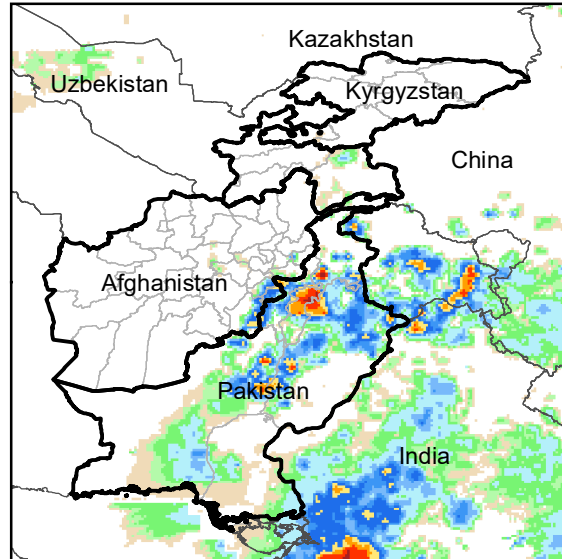 Kazakhstan
Uzbekistan
Kyrgyzstan
China
Afghanistan
Pakistan
India